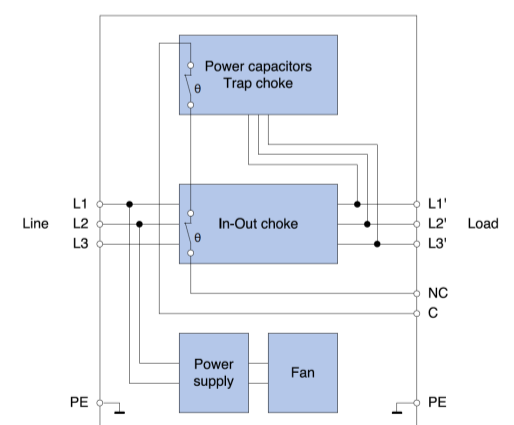 Power capacitors
Trap choke
θ
L1
L1'
Line
L2
In-Out choke
L2'
Load
θ
L3
L3'
NC
C
Power
supply
Fan
PE
PE